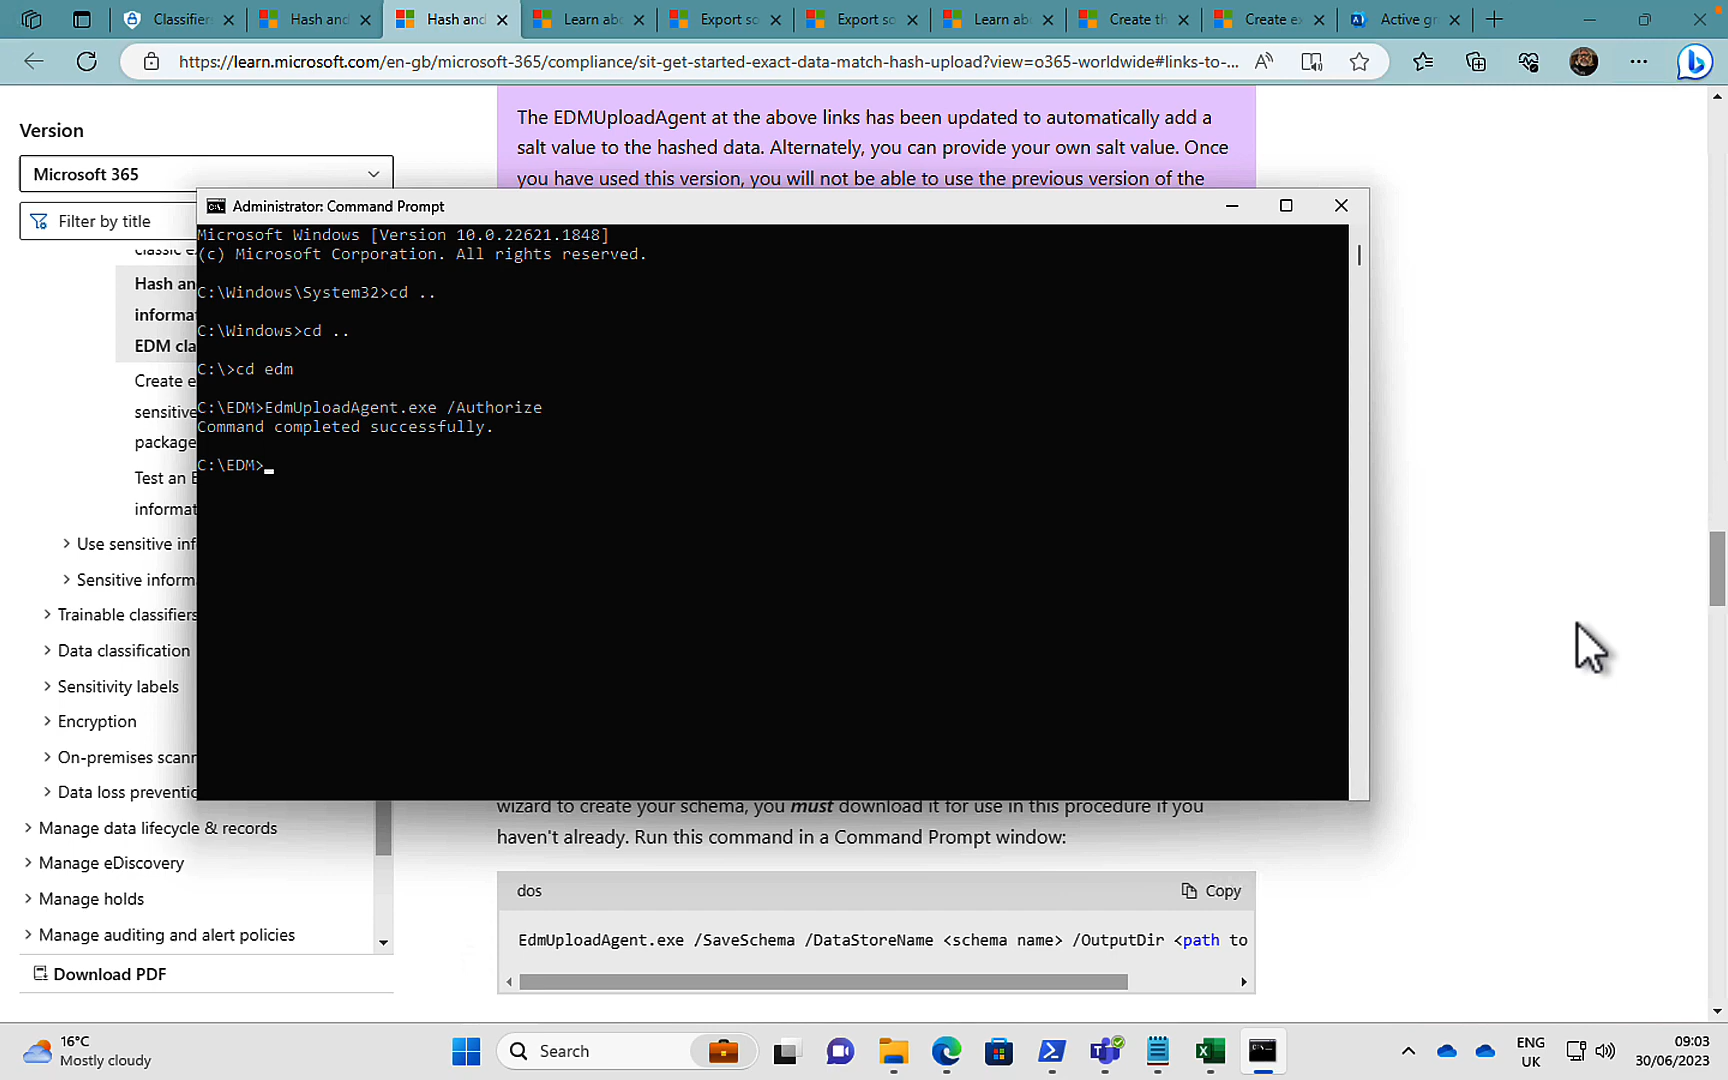 Classifier
Hash and
Hash and
Learn abo
Export so
Export so
Learn ab
Create th
Create ex
Active gr
https://learn.microsoft.com/en-gb/microsoft-365/compliance/sit-get-started-exact-data-match-hash-upload?view=o365-worldwide#links-to-...
The EDMUploadAgent at the above links has been updated to automatically add a
salt value to the hashed data. Alternately, you can provide your own salt value. Once
you have used this version, you will not be able to use the previous version of the
Version
Microsoft 365
Filter by title
classic e
Hash an
informa
EDM cla
Create e
sensitive
package
Test an E
informat
Use sensitive inf
Sensitive inform
Trainable classifiers
Data classification
Sensitivity labels
Encryption
On-premises scann
Data loss preventio
Manage data lifecycle & records
Manage eDiscovery
Manage holds
Manage auditing and alert policies
Download PDF
Administrator: Command Prompt
Microsoft Windows [Version 10.0.22621.1848]
(c) Microsoft Corporation. All rights reserved.
C:\Windows\System32>cd ..
C:\Windows>cd ..
C:\>cd edm
C:\EDM>EdmUploadAgent.exe /Authorize
Command completed successfully.
C:\EDM>
wizard to create your schema, you must download it for use in this procedure if you
haven't already. Run this command in a Command Prompt window:
dos
Copy
EdmUploadAgent.exe /SaveSchema /DataStoreName <schema name> /OutputDir <path to
16°C
Mostly cloudy
Search
ENG
UK
09:03
30/06/2023